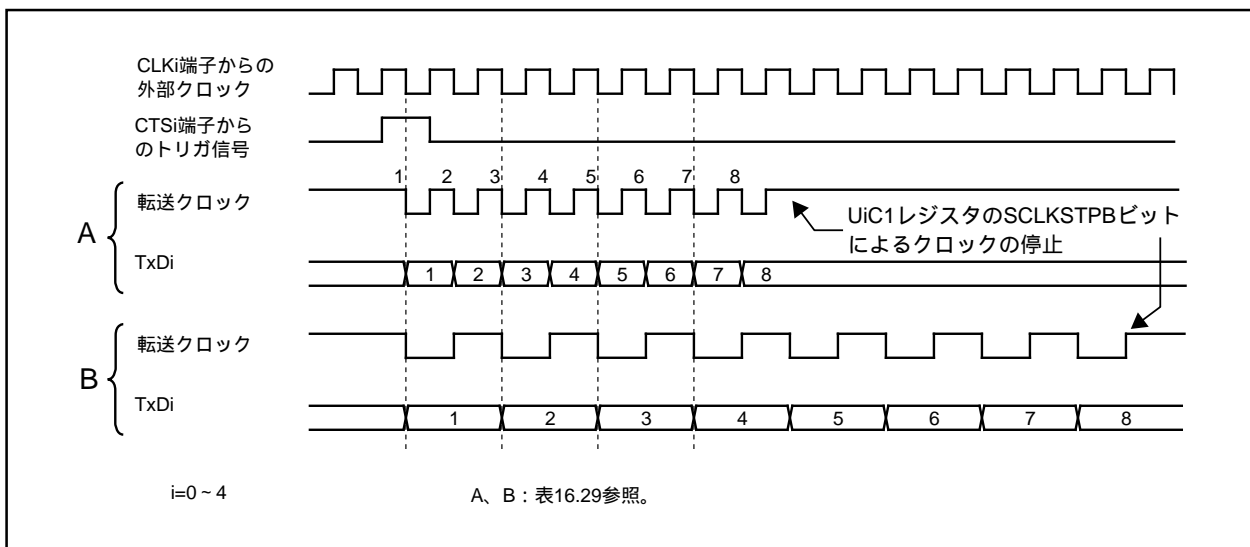 CLKi端子からの
外部クロック
CTSi端子から
のトリガ信号
1 2 3 4 5 6 7 8
A
転送クロック
UiC1レジスタのSCLKSTPBビット
によるクロックの停止
TxDi
1 2 3 4 5 6 7 8
B
転送クロック
TxDi
1 2 3 4 5 6 7 8
i=0 ~ 4
A、B：表16.29参照。